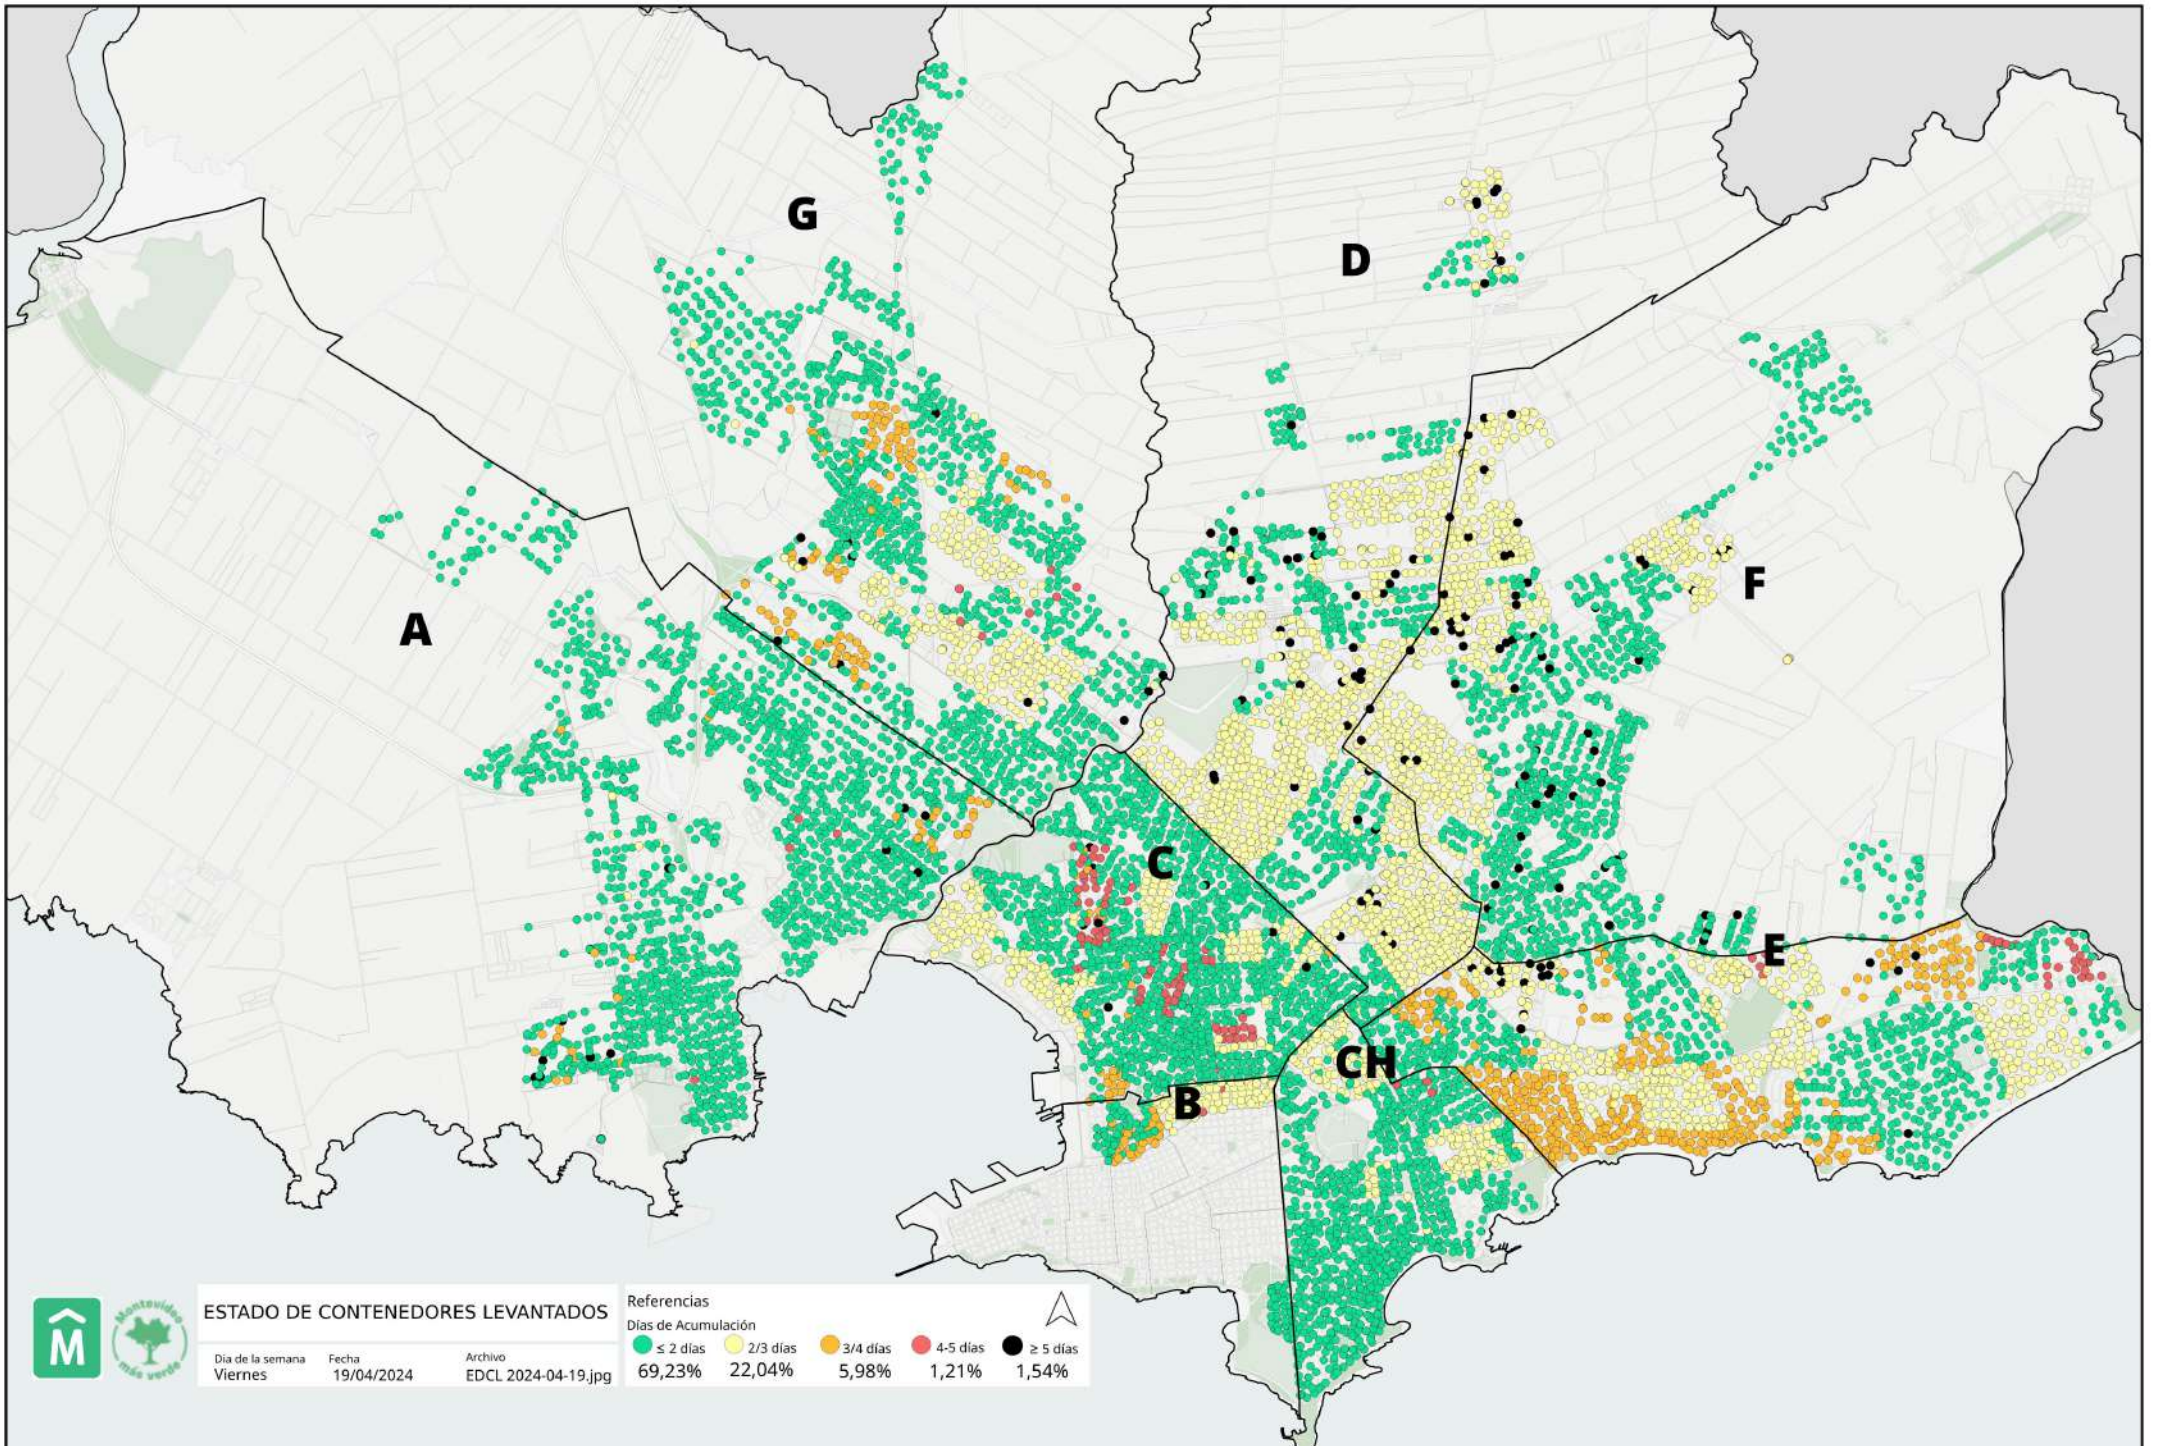 G
D
A
F
C
E
CH
B
M
Montevideo
más verde
ESTADO DE CONTENEDORES LEVANTADOS
Dia de la semana
Viernes
Fecha
19/04/2024
Archivo
EDCL 2024-04-19.jpg
Referencias
Días de Acumulación
≤ 2 días
2/3 días
3/4 días
4-5 días
≥ 5 días
69,23%
22,04%
5,98%
1,21%
1,54%